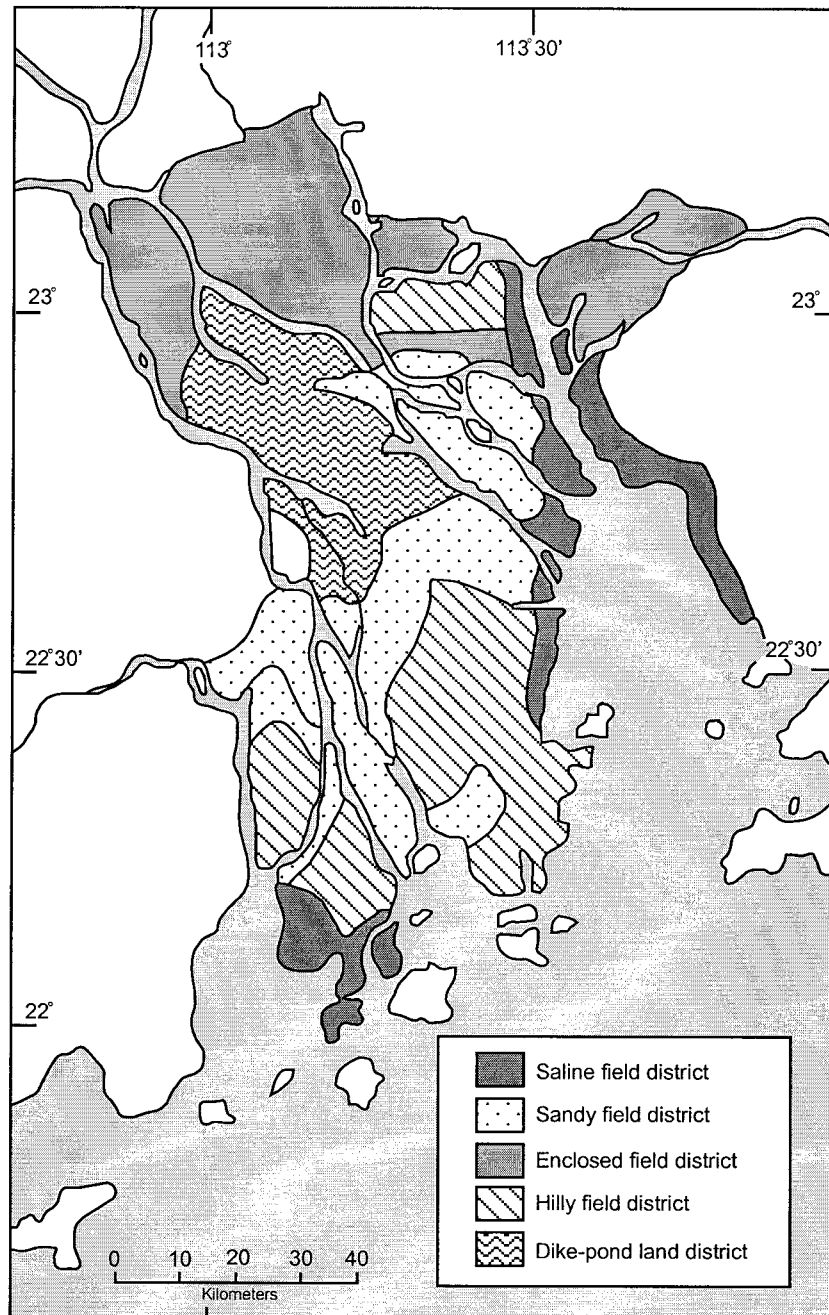 113°
113°30'
23°
23°
22°30'
22°30'
22°
Saline field district
Sandy field district
Enclosed field district
Hilly field district
Dike-pond land district
0 10 20 30 40
Kilometers